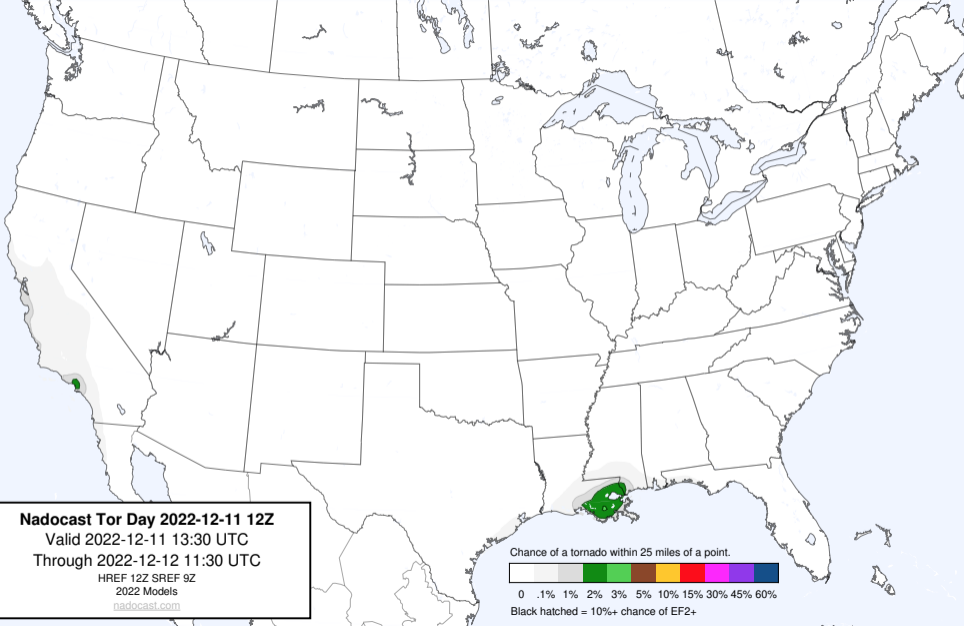 Nadocast Tor Day 2022-12-11 12Z
Valid 2022-12-11 13:30 UTC
Through 2022-12-12 11:30 UTC
HREF 12Z SREF 9Z
2022 Models
nadocast.com
Chance of a tornado within 25 miles of a point.
0 .1% 1% 2% 3% 5% 10% 15% 30% 45% 60%
Black hatched = 10%+ chance of EF2+